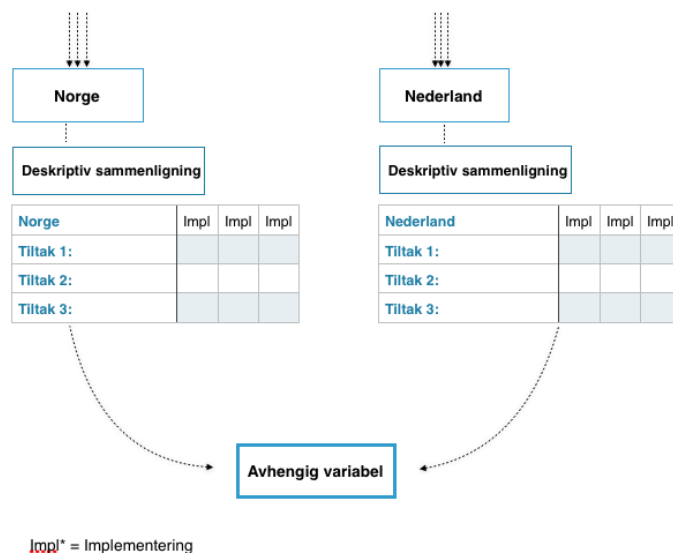 Norge
Nederland
Deskriptiv sammenligning
Deskriptiv sammenligning
Norge Impl Impl Impl
Tiltak 1:
Tiltak 2:
Tiltak 3:
Nederland Impl Impl Impl
Tiltak 1:
Tiltak 2:
Tiltak 3:
Avhengig variabel
Impl* = Implementering